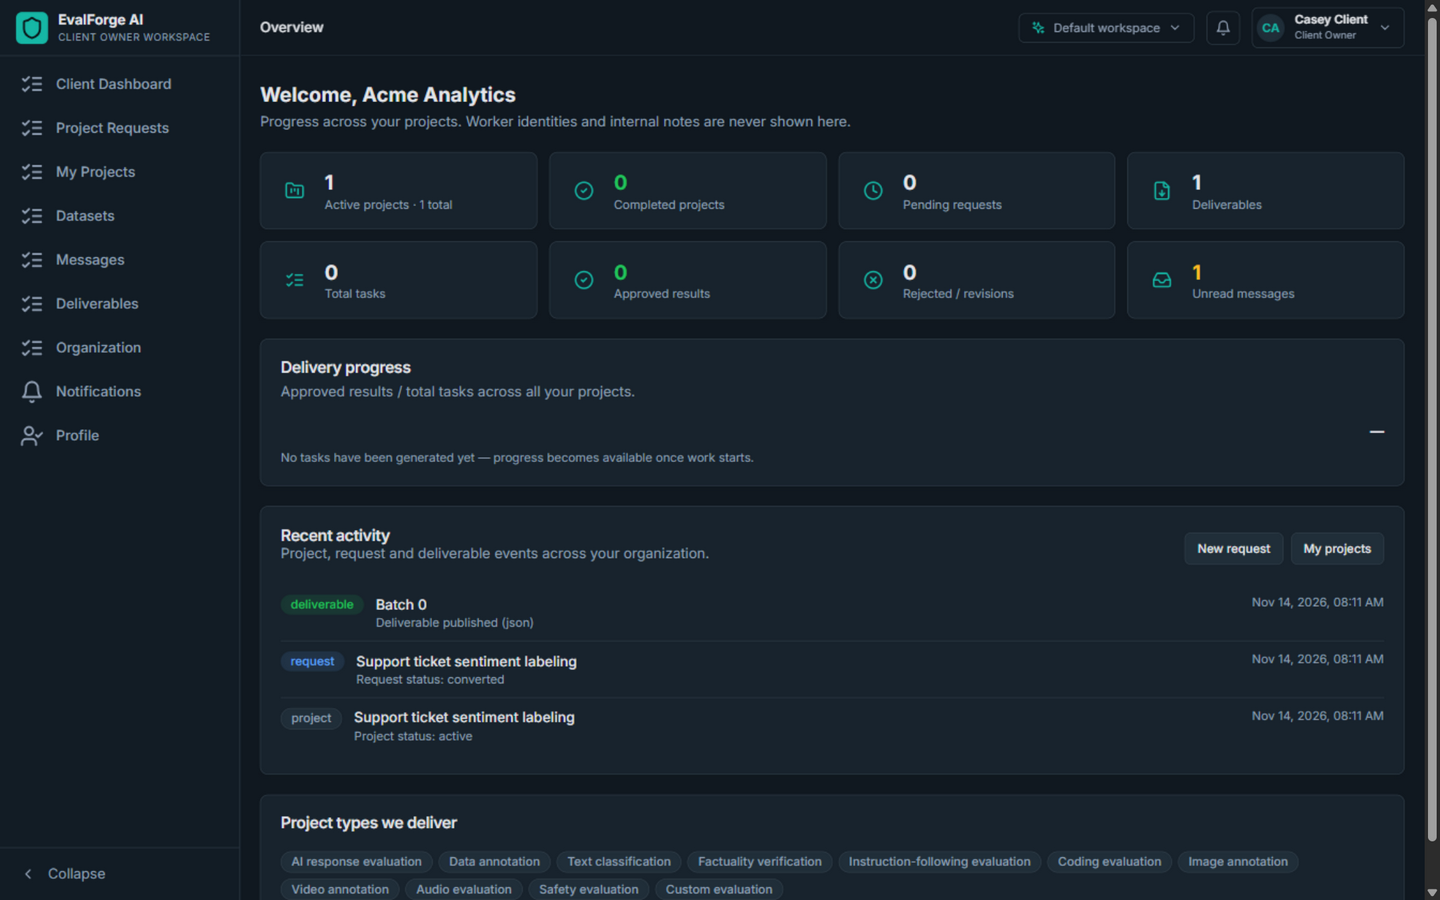 EvalForge AI
CLIENT OWNER WORKSPACE
Client Dashboard
Project Requests
My Projects
Datasets
Messages
Deliverables
Organization
Notifications
Profile
Collapse
Overview
Default workspace
CA
Casey Client
Client Owner
Welcome, Acme Analytics
Progress across your projects. Worker identities and internal notes are never shown here.
1
Active projects · 1 total
0
Completed projects
0
Pending requests
1
Deliverables
0
Total tasks
0
Approved results
0
Rejected / revisions
1
Unread messages
Delivery progress
Approved results / total tasks across all your projects.
—
No tasks have been generated yet — progress becomes available once work starts.
Recent activity
Project, request and deliverable events across your organization.
New request
My projects
deliverable
Batch 0
Deliverable published (json)
Nov 14, 2026, 08:11 AM
request
Support ticket sentiment labeling
Request status: converted
Nov 14, 2026, 08:11 AM
project
Support ticket sentiment labeling
Project status: active
Nov 14, 2026, 08:11 AM
Project types we deliver
AI response evaluation
Data annotation
Text classification
Factuality verification
Instruction-following evaluation
Coding evaluation
Image annotation
Video annotation
Audio evaluation
Safety evaluation
Custom evaluation